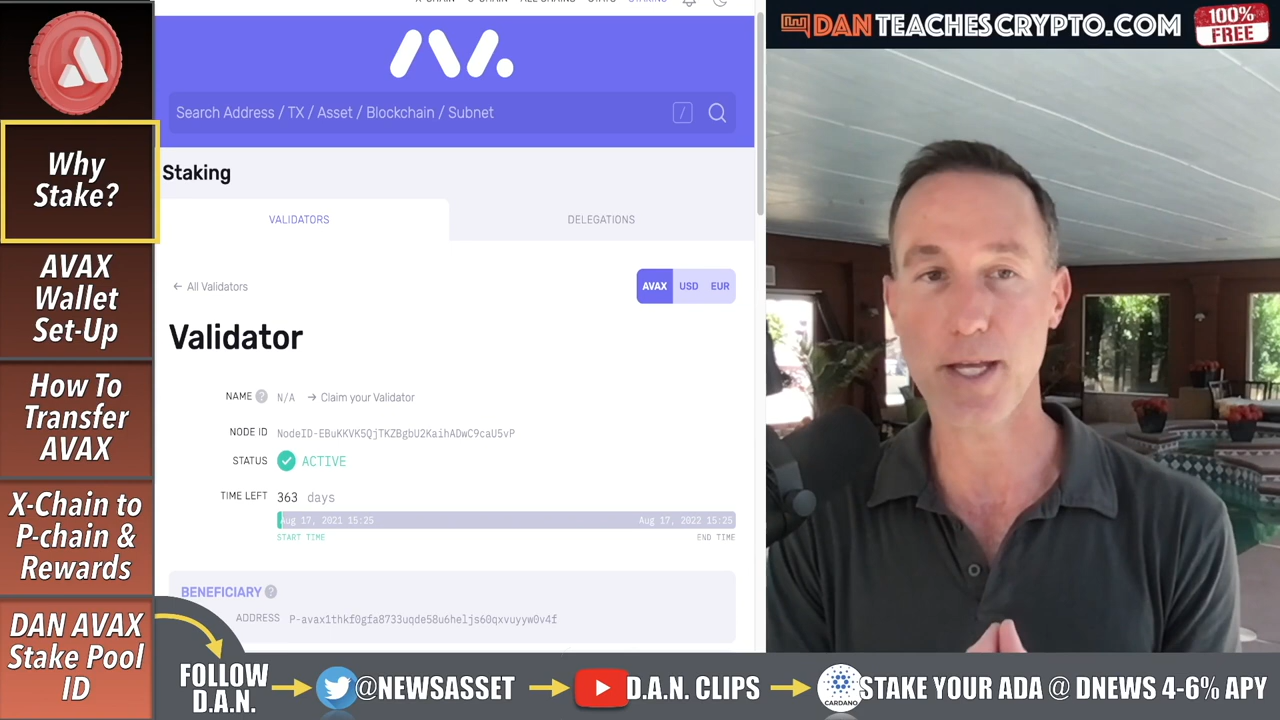 Why
Stake?
AVAX
Wallet
Set-Up
How To
Transfer
AVAX
X-Chain to
P-chain &
Rewards
DAN AVAX
Stake Pool
ID
Search Address / TX / Asset / Blockchain / Subnet
/
Staking
VALIDATORS
DELEGATIONS
← All Validators
AVAX
USD
EUR
Validator
NAME ?
N/A → Claim your Validator
NODE ID
NodeID-EBuKKVK5QjTKZBgbU2KaihADwC9caU5vP
STATUS
ACTIVE
TIME LEFT
363 days
Aug 17, 2021 15:25
Aug 17, 2022 15:25
START TIME
END TIME
BENEFICIARY ?
ADDRESS
P-avax1thkf0gfa8733uqde58u6heljs60qxvuyyw0v4f
DAN TEACHESCRYPTO.COM
100%
FREE
FOLLOW
D.A.N.
@NEWSASSET
D.A.N. CLIPS
CARDANO
STAKE YOUR ADA @ DNEWS 4-6% APY